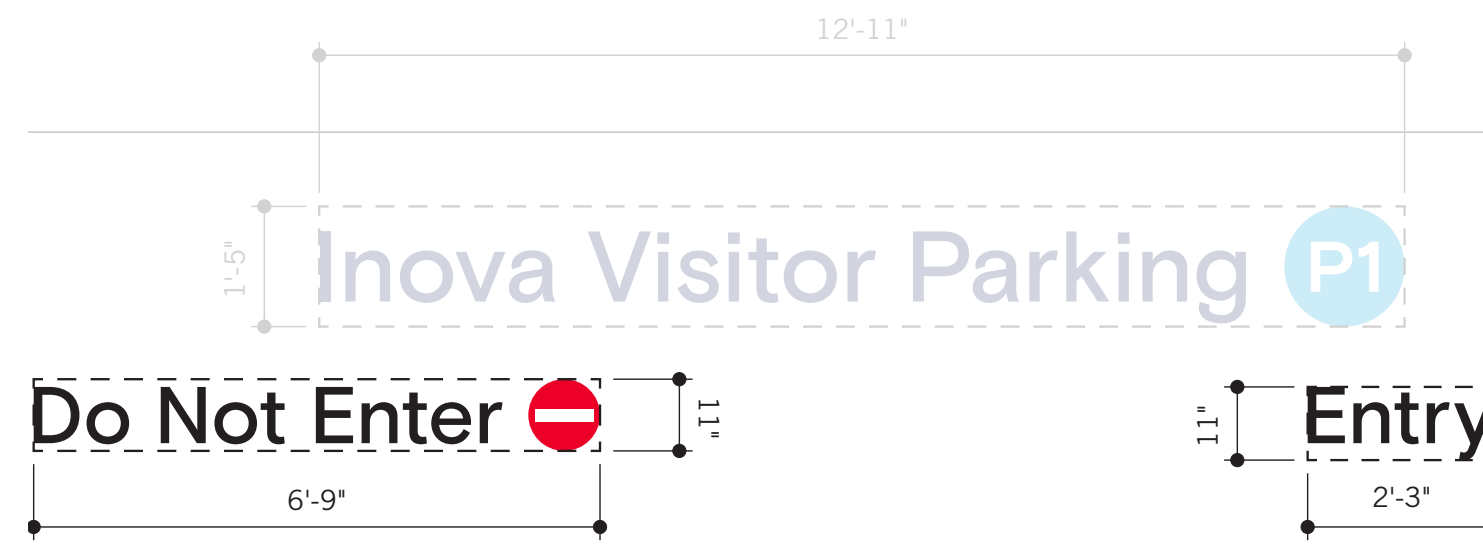 12'-11"
1'-5"
Inova Visitor Parking P1
Do Not Enter
11"
11"
Entry
6'-9"
2'-3"